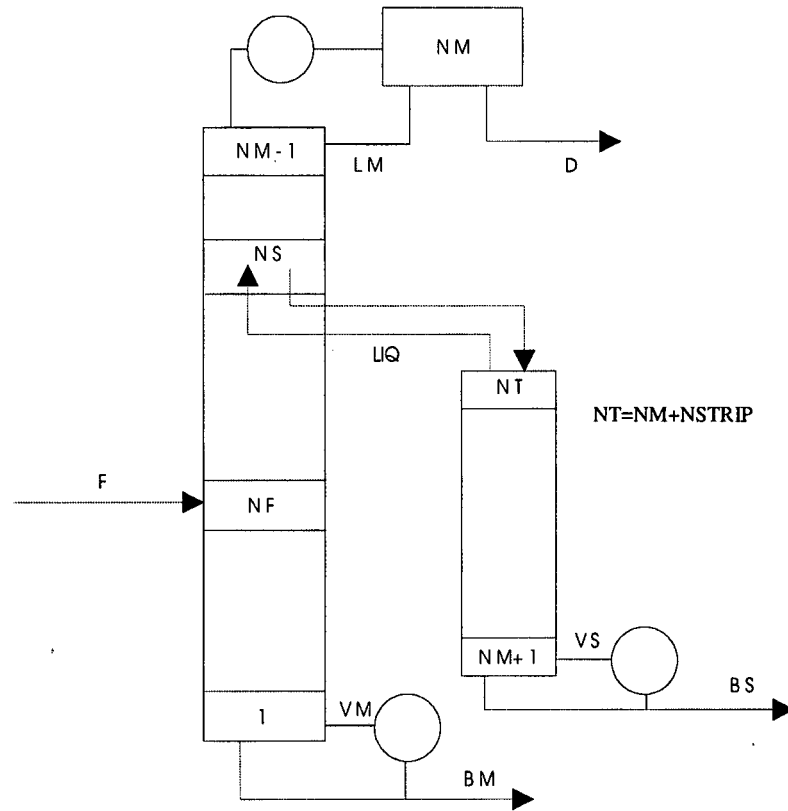 NM
NM-1
LM
D
NS
LIQ
NT
NT=NM+NSTRIP
F
NF
NM+1
VS
BS
1
VM
BM